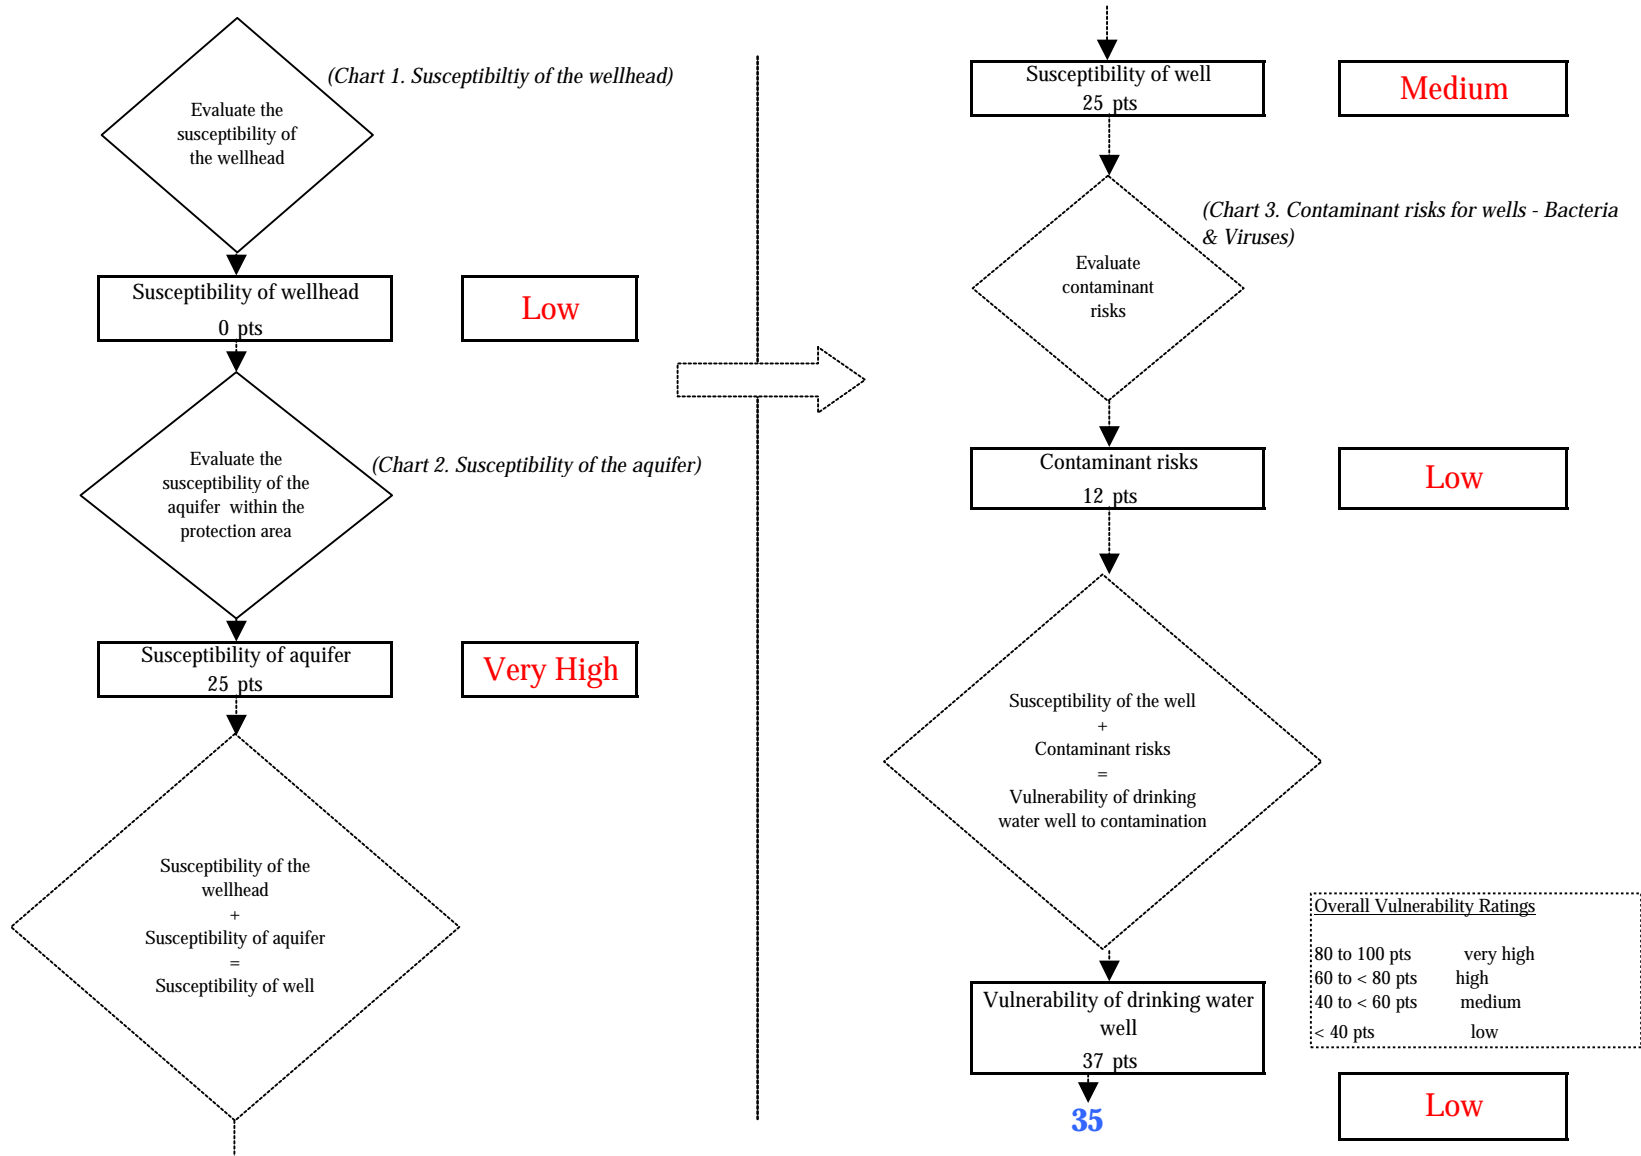 Evaluate the
susceptibility of
the wellhead
(Chart 1. Susceptibiltiy of the wellhead)
Susceptibility of wellhead
0 pts
Low
Evaluate the
susceptibility of the
aquifer within the
protection area
(Chart 2. Susceptibility of the aquifer)
Susceptibility of aquifer
25 pts
Very High
Susceptibility of the
wellhead
+
Susceptibility of aquifer
=
Susceptibility of well
Susceptibility of well
25 pts
Medium
Evaluate
contaminant
risks
(Chart 3. Contaminant risks for wells - Bacteria
& Viruses)
Contaminant risks
12 pts
Low
Susceptibility of the well
+
Contaminant risks
=
Vulnerability of drinking
water well to contamination
Vulnerability of drinking water
well
37 pts
35
Overall Vulnerability Ratings
80 to 100 pts very high
60 to < 80 pts high
40 to < 60 pts medium
< 40 pts low
Low